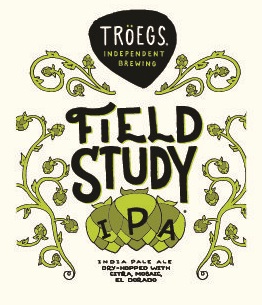 TRÖEGS.
INDEPENDENT
BREWING
FIELD
STUDY
IPA
INDIA PALE ALE
DRY-HOPPED WITH
CITRA, MOSAIC,
EL DORADO